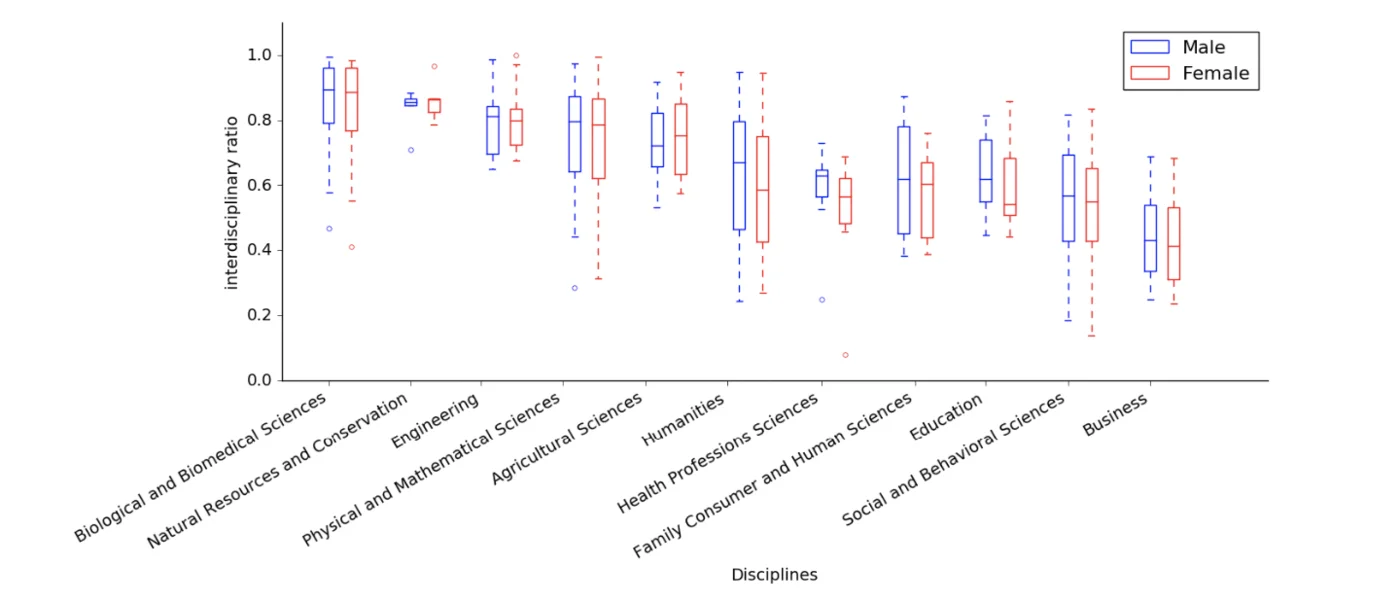 Male
Female
interdisciplinary ratio
1.0
0.8
0.6
0.4
0.2
0.0
Biological and Biomedical Sciences
Natural Resources and Conservation
Engineering
Physical and Mathematical Sciences
Agricultural Sciences
Humanities
Health Professions Sciences
Family Consumer and Human Sciences
Education
Social and Behavioral Sciences
Business
Disciplines